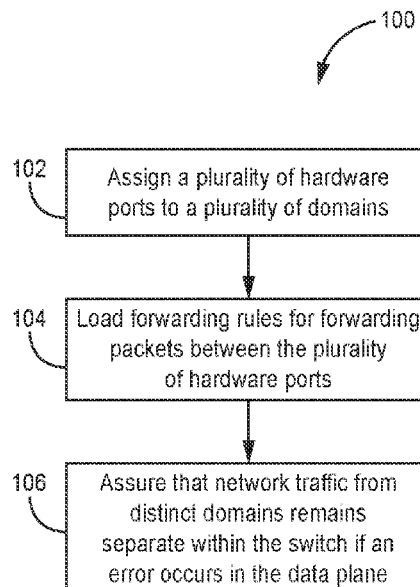 100
102
Assign a plurality of hardware
ports to a plurality of domains
104
Load forwarding rules for forwarding
packets between the plurality
of hardware ports
106
Assure that network traffic from
distinct domains remains
separate within the switch if an
error occurs in the data plane